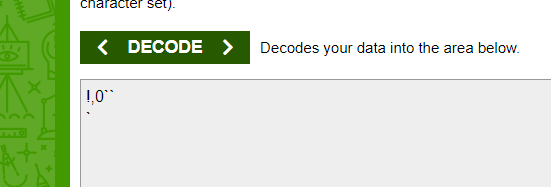 character set).
DECODE Decodes your data into the area below.
!,0``
`